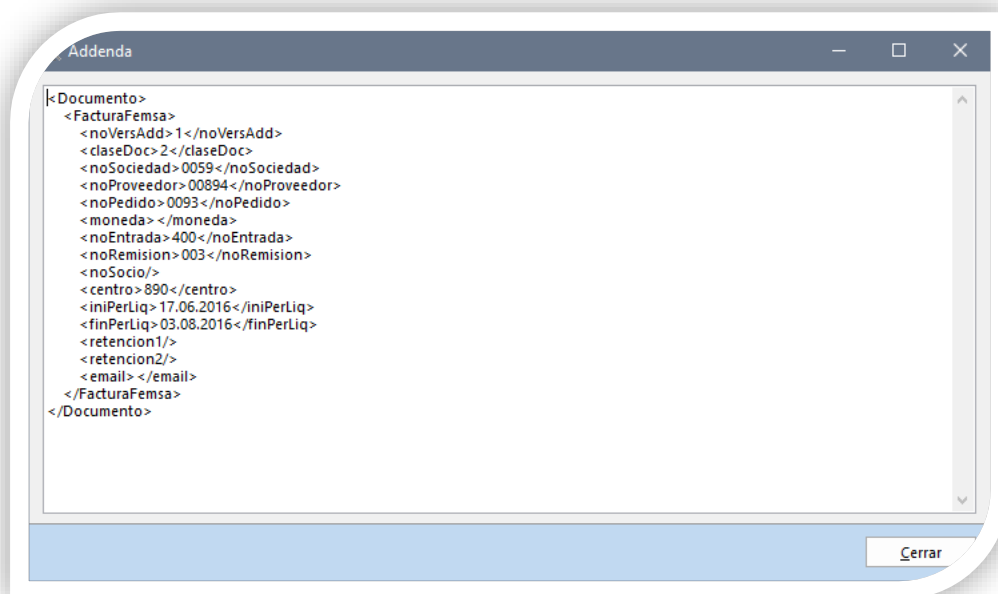 Addenda
<Documento>
<FacturaFemsa>
<noVersAdd>1</noVersAdd>
<claseDoc>2</claseDoc>
<noSociedad>0059</noSociedad>
<noProveedor>00894</noProveedor>
<noPedido>0093</noPedido>
<moneda></moneda>
<noEntrada>400</noEntrada>
<noRemision>003</noRemision>
<noSocio/>
<centro>890</centro>
<iniPerLiq>17.06.2016</iniPerLiq>
<finPerLiq>03.08.2016</finPerLiq>
<retencion1/>
<retencion2/>
<email></email>
</FacturaFemsa>
</Documento>
Cerrar